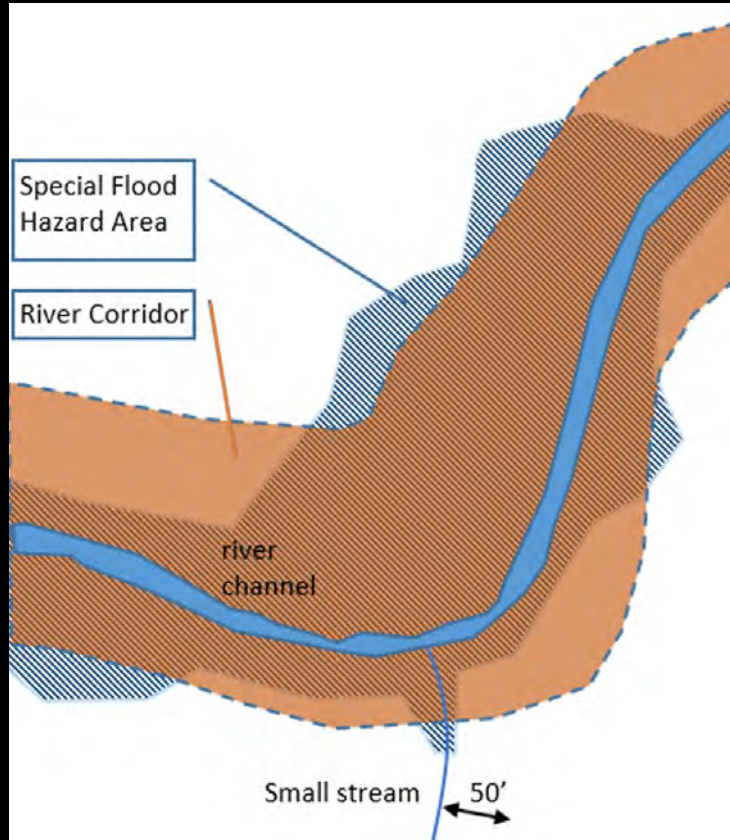 Special Flood
Hazard Area
River Corridor
river
channel
Small stream
50’